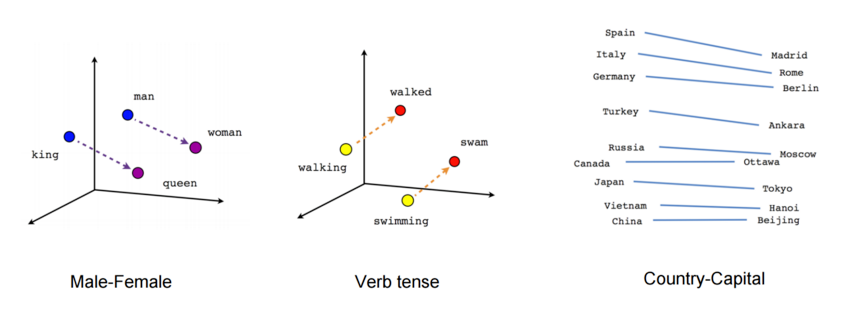 man
woman
king
queen
Male-Female
walked
swam
walking
swimming
Verb tense
Spain
Madrid
Italy
Rome
Germany
Berlin
Turkey
Ankara
Russia
Moscow
Canada
Ottawa
Japan
Tokyo
Vietnam
Hanoi
China
Beijing
Country-Capital